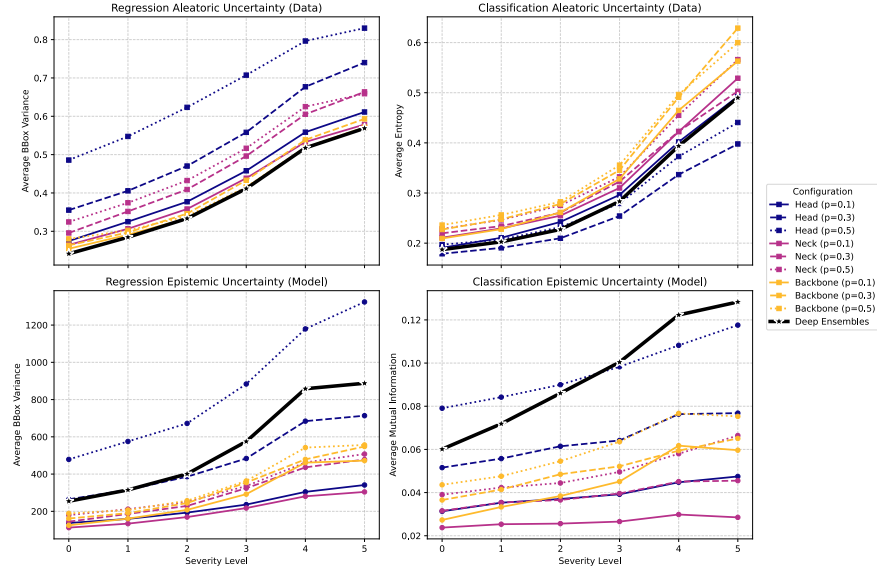 Regression Aleatoric Uncertainty (Data)
Classification Aleatoric Uncertainty (Data)
Average BBox Variance
0.8
0.7
0.6
0.5
0.4
0.3
Average Entropy
0.6
0.5
0.4
0.3
0.2
Configuration
Head (p=0.1)
Head (p=0.3)
Head (p=0.5)
Neck (p=0.1)
Neck (p=0.3)
Neck (p=0.5)
Backbone (p=0.1)
Backbone (p=0.3)
Backbone (p=0.5)
Deep Ensembles
Regression Epistemic Uncertainty (Model)
Classification Epistemic Uncertainty (Model)
Average BBox Variance
1200
1000
800
600
400
200
0 1 2 3 4 5
Severity Level
Average Mutual Information
0.12
0.10
0.08
0.06
0.04
0.02
0 1 2 3 4 5
Severity Level